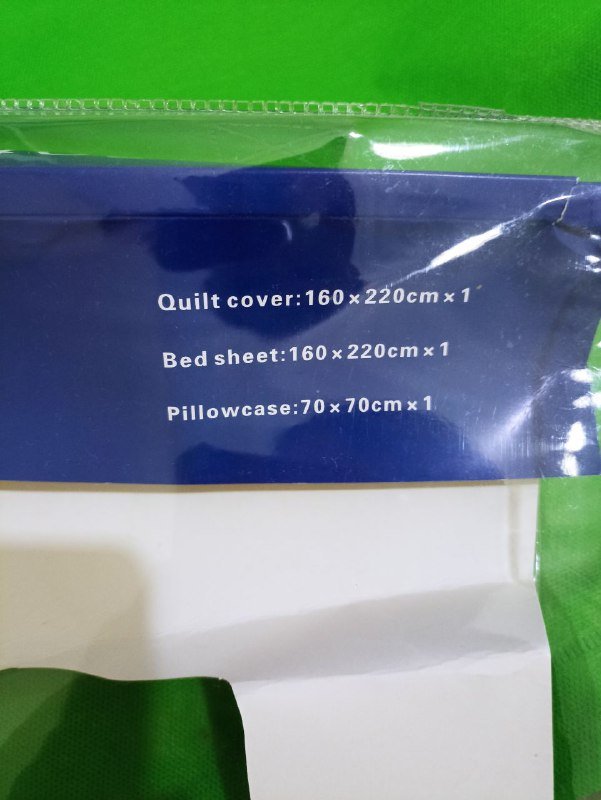 Quilt cover:160×220cm×1
Bed sheet:160×220cm×1
Pillowcase:70×70cm×1